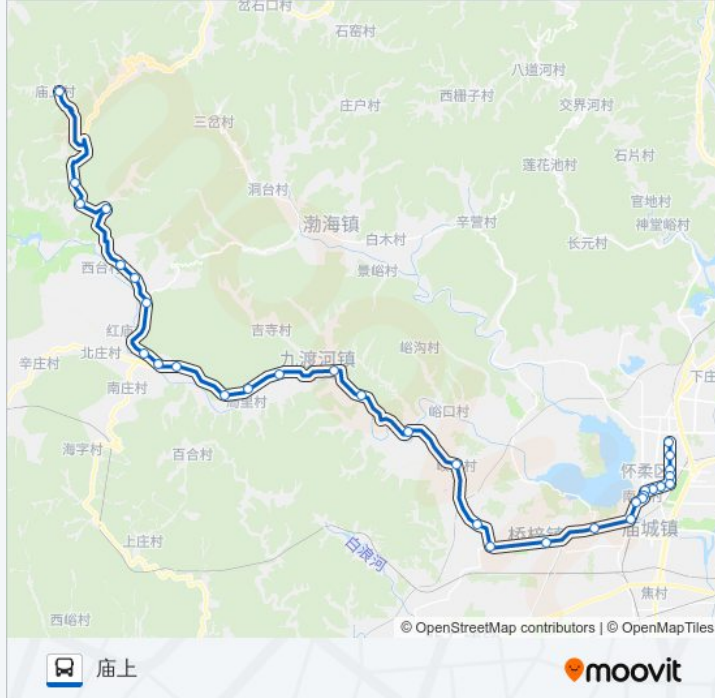 岔石口村
石窑村
八道河村
庙上村
西栅子村
庄户村
交界河村
三岔村
石片村
莲花池村
洞台村
官地村
渤海镇
辛营村
神堂峪村
白木村
长元村
西台村
景峪村
红庙
吉寺村
北庄村
九渡河镇
峪沟村
辛庄村
下庄
南庄村
峪口村
海字村
百合村
怀柔区
上庄村
桥梓镇
庙城镇
白浪河
焦村
西峪村
© OpenStreetMap contributors | © OpenMapTiles
庙上
moovit